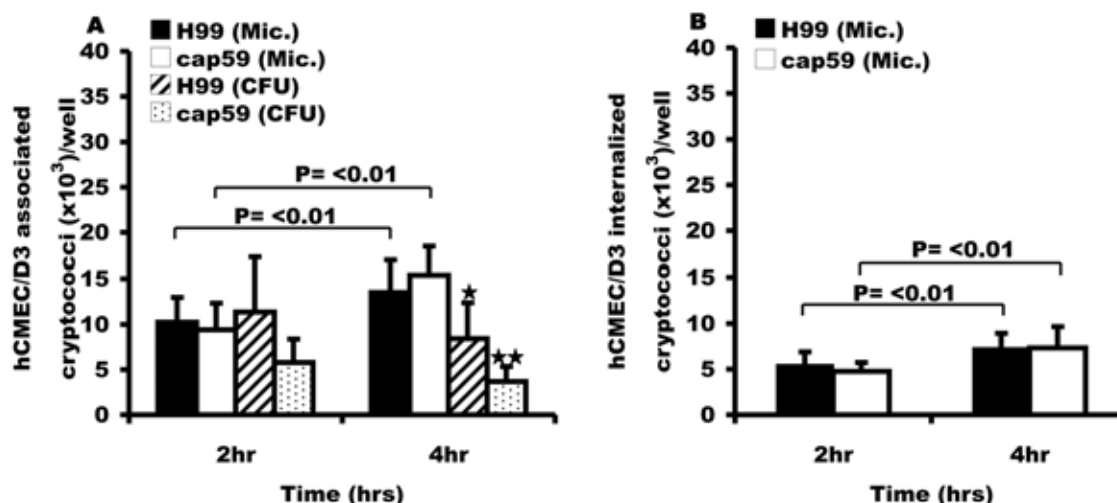 A
H99 (Mic.)
cap59 (Mic.)
H99 (CFU)
cap59 (CFU)
hCMEC/D3 associated
cryptococci (x10³)/well
40
35
30
25
20
15
10
5
0
P= <0.01
P= <0.01
★
★★
2hr
4hr
Time (hrs)
B
H99 (Mic.)
cap59 (Mic.)
hCMEC/D3 internalized
cryptococci (x10³)/well
40
35
30
25
20
15
10
5
0
P= <0.01
P= <0.01
2hr
4hr
Time (hrs)